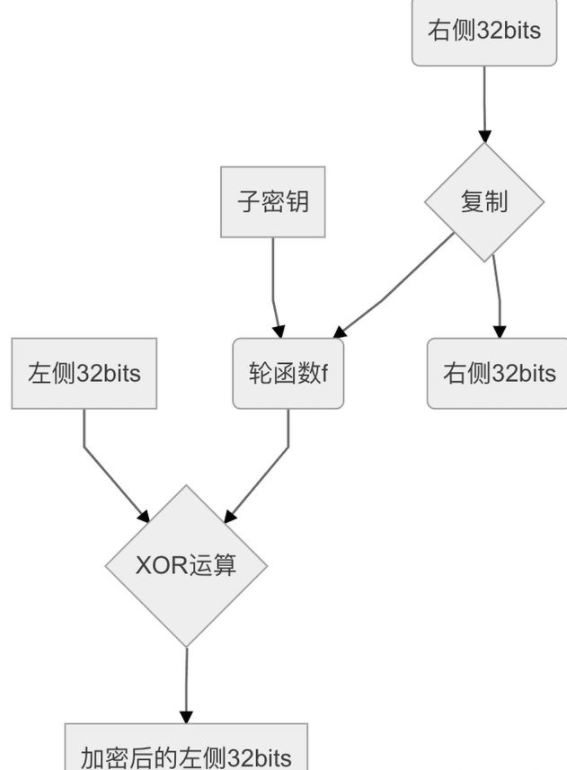 右侧32bits
子密钥
复制
左侧32bits
轮函数f
右侧32bits
XOR运算
加密后的左侧32bits